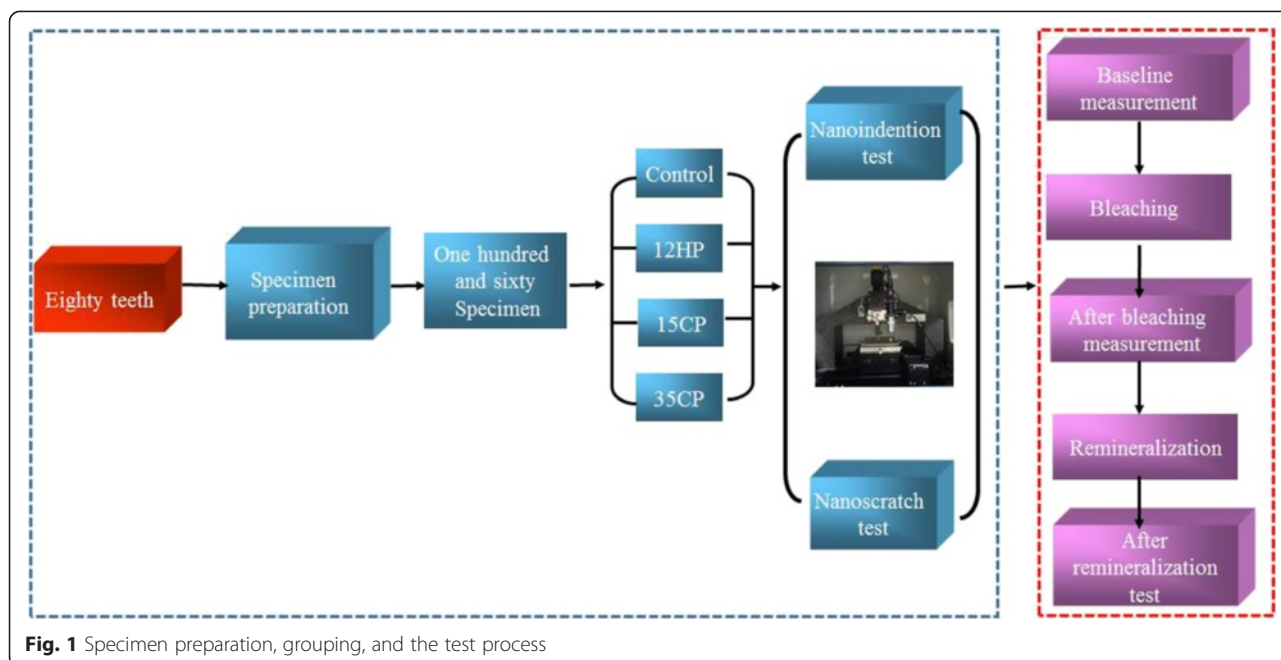 Eighty teeth
Specimen
preparation
One hundred
and sixty
Specimen
Control
12HP
15CP
35CP
Nanoindention
test
Nanoscratch
test
Baseline
measurement
Bleaching
After bleaching
measurement
Remineralization
After
remineralization
test
Fig. 1 Specimen preparation, grouping, and the test process